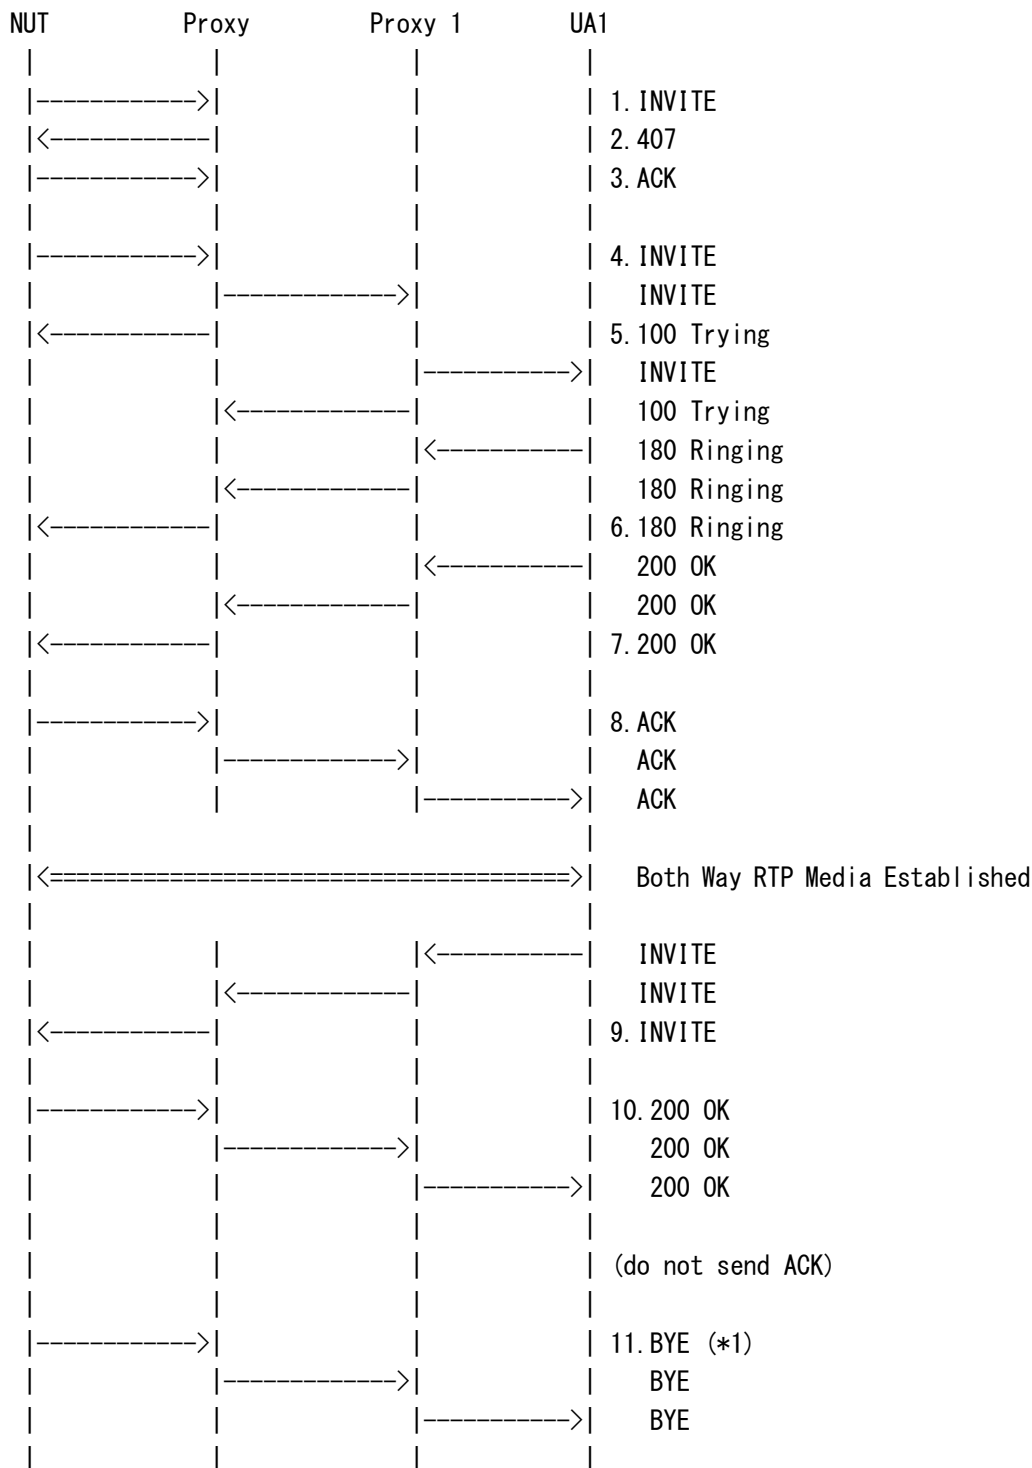 NUT Proxy Proxy 1 UA1
1.INVITE
2.407
3.ACK
4.INVITE
INVITE
5.100 Trying
INVITE
100 Trying
180 Ringing
180 Ringing
6.180 Ringing
200 OK
200 OK
7.200 OK
8.ACK
ACK
ACK
Both Way RTP Media Established
INVITE
INVITE
9.INVITE
10.200 OK
200 OK
200 OK
(do not send ACK)
11.BYE (*1)
BYE
BYE